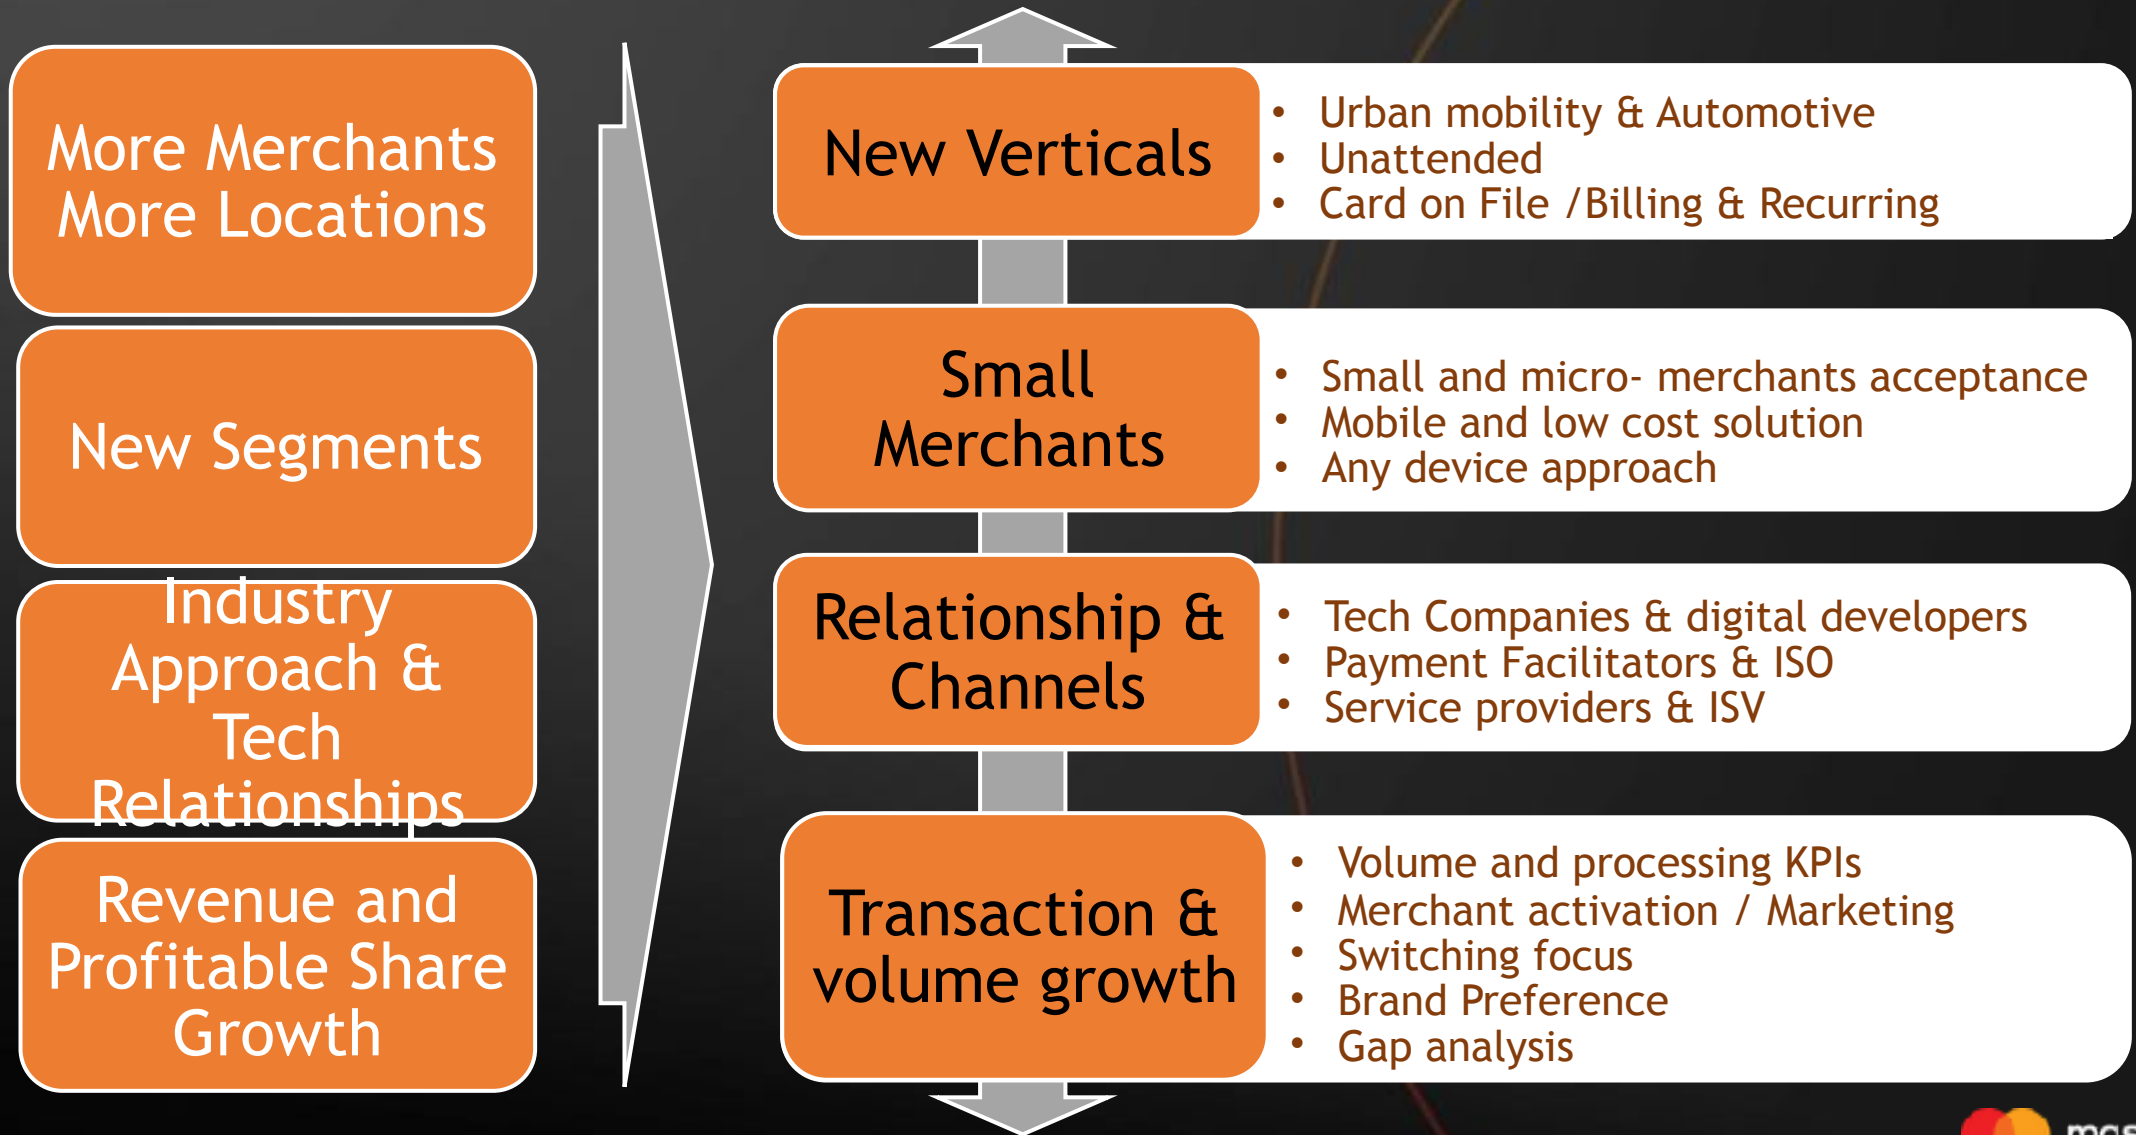 More Merchants
More Locations
New Segments
Industry
Approach &
Tech
Relationships
Revenue and
Profitable Share
Growth
New Verticals
• Urban mobility & Automotive
• Unattended
• Card on File /Billing & Recurring
Small
Merchants
• Small and micro- merchants acceptance
• Mobile and low cost solution
• Any device approach
Relationship &
Channels
• Tech Companies & digital developers
• Payment Facilitators & ISO
• Service providers & ISV
Transaction &
volume growth
• Volume and processing KPIs
• Merchant activation / Marketing
• Switching focus
• Brand Preference
• Gap analysis